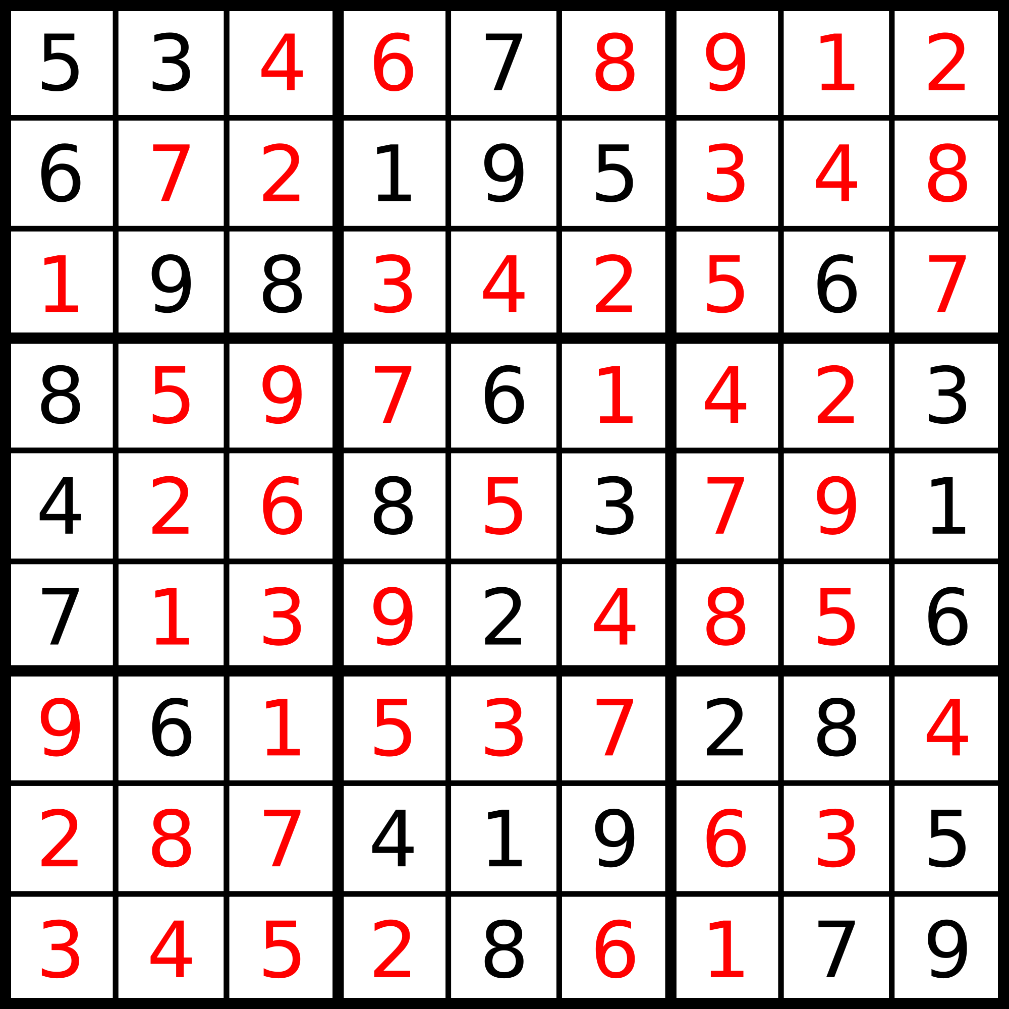 5 3 4 6 7 8 9 1 2
6 7 2 1 9 5 3 4 8
1 9 8 3 4 2 5 6 7
8 5 9 7 6 1 4 2 3
4 2 6 8 5 3 7 9 1
7 1 3 9 2 4 8 5 6
9 6 1 5 3 7 2 8 4
2 8 7 4 1 9 6 3 5
3 4 5 2 8 6 1 7 9